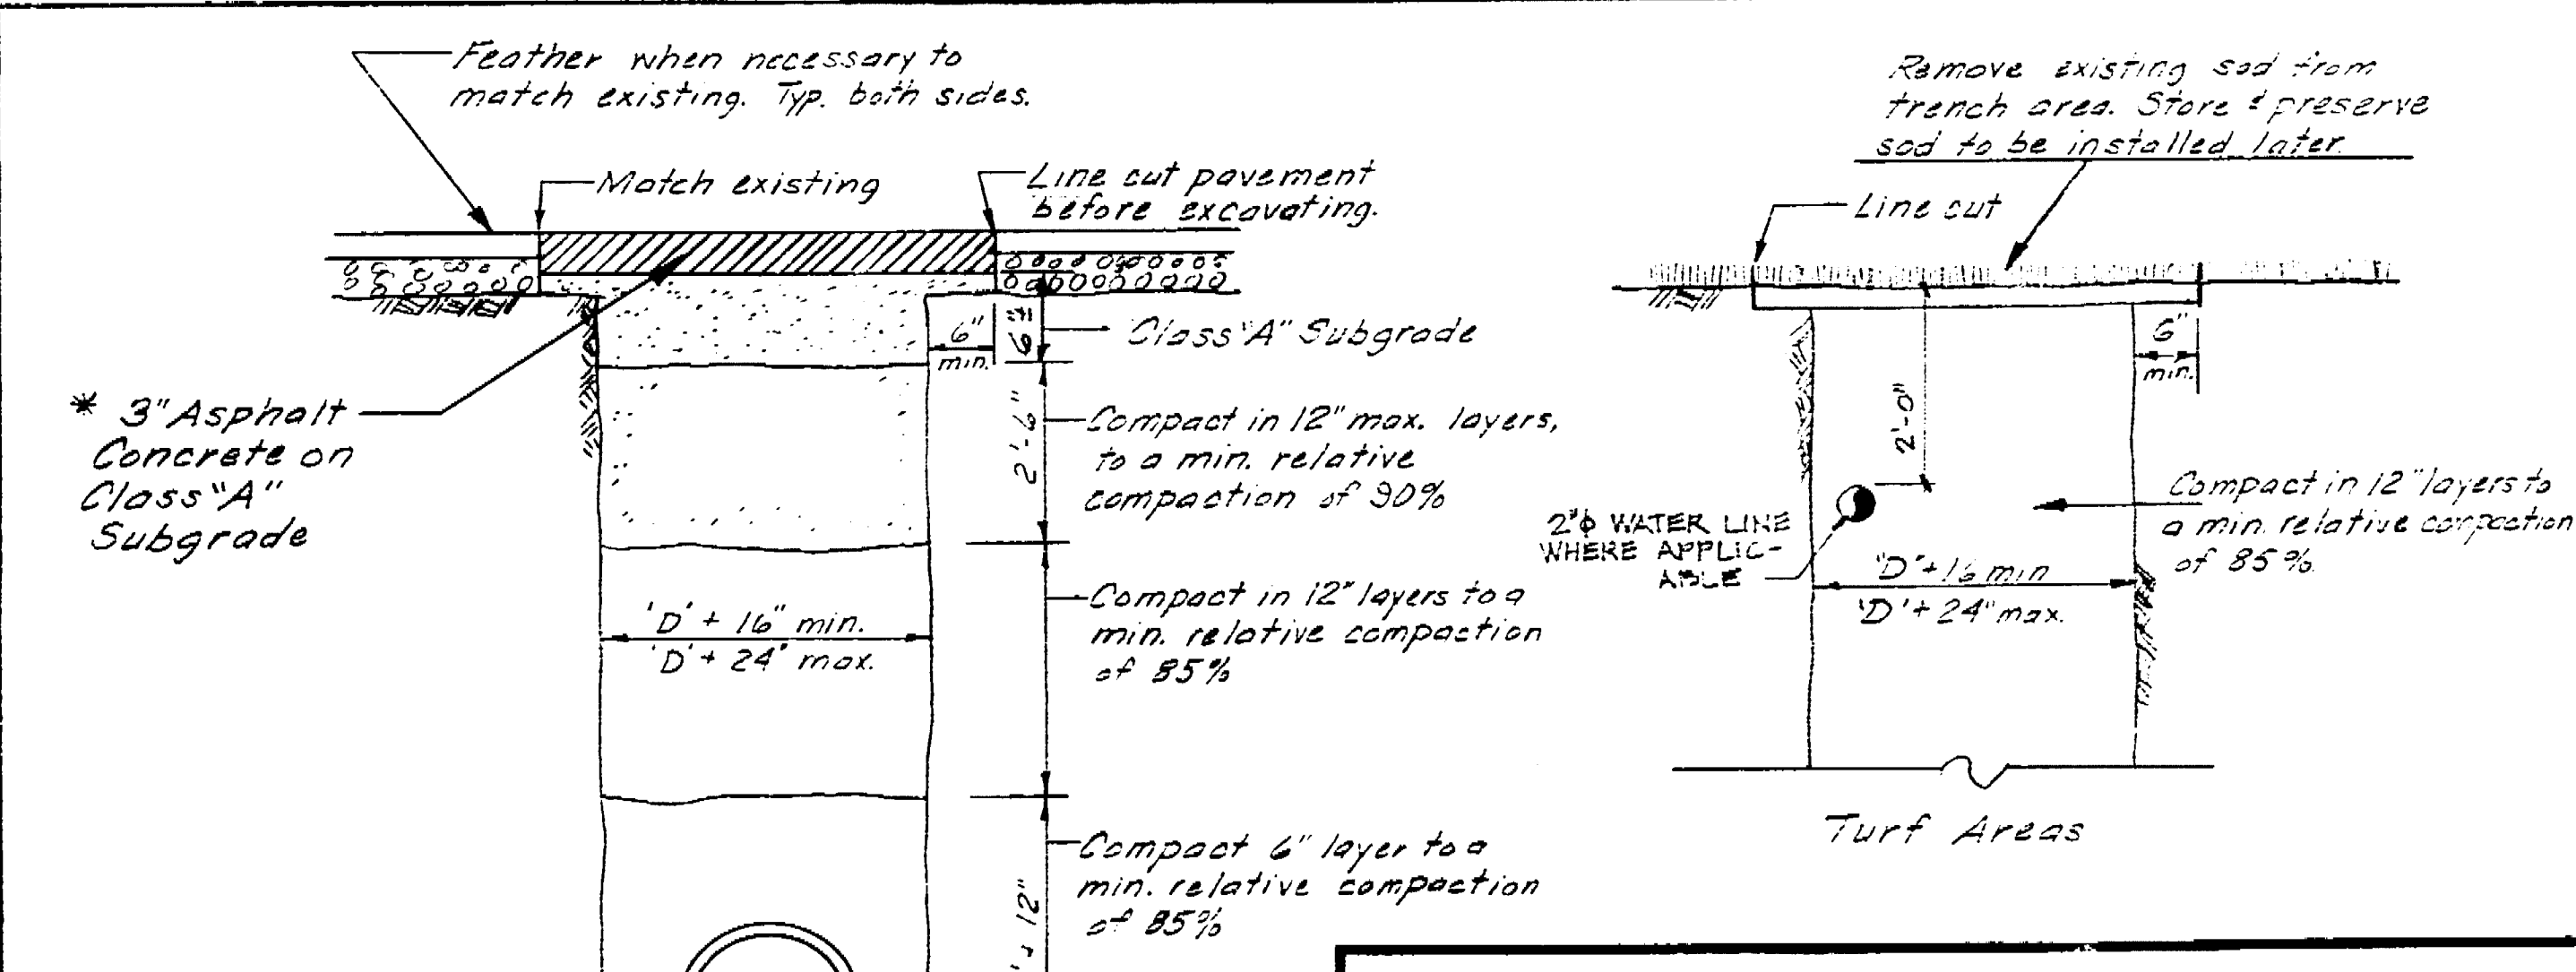 Feather when necessary to
match existing. Typ. both sides.
Match existing
Line cut pavement
before excavating.
6"
min.
6"±
Class "A" Subgrade
* 3" Asphalt
Concrete on
Class "A"
Subgrade
2'-6"
Compact in 12" max. layers,
to a min. relative
compaction of 90%
'D' + 16" min.
'D' + 24" max.
Compact in 12" layers to a
min. relative compaction
of 85%
Compact 6" layer to a
min. relative compaction
of 85%
+ 12"
Remove existing sod from
trench area. Store & preserve
sod to be installed later.
Line cut
6"
min.
2'-0"
2"φ WATER LINE
WHERE APPLIC-
ABLE
Compact in 12" layers to
a min. relative compaction
of 85%
"D" + 16 min
'D' + 24" max.
Turf Areas